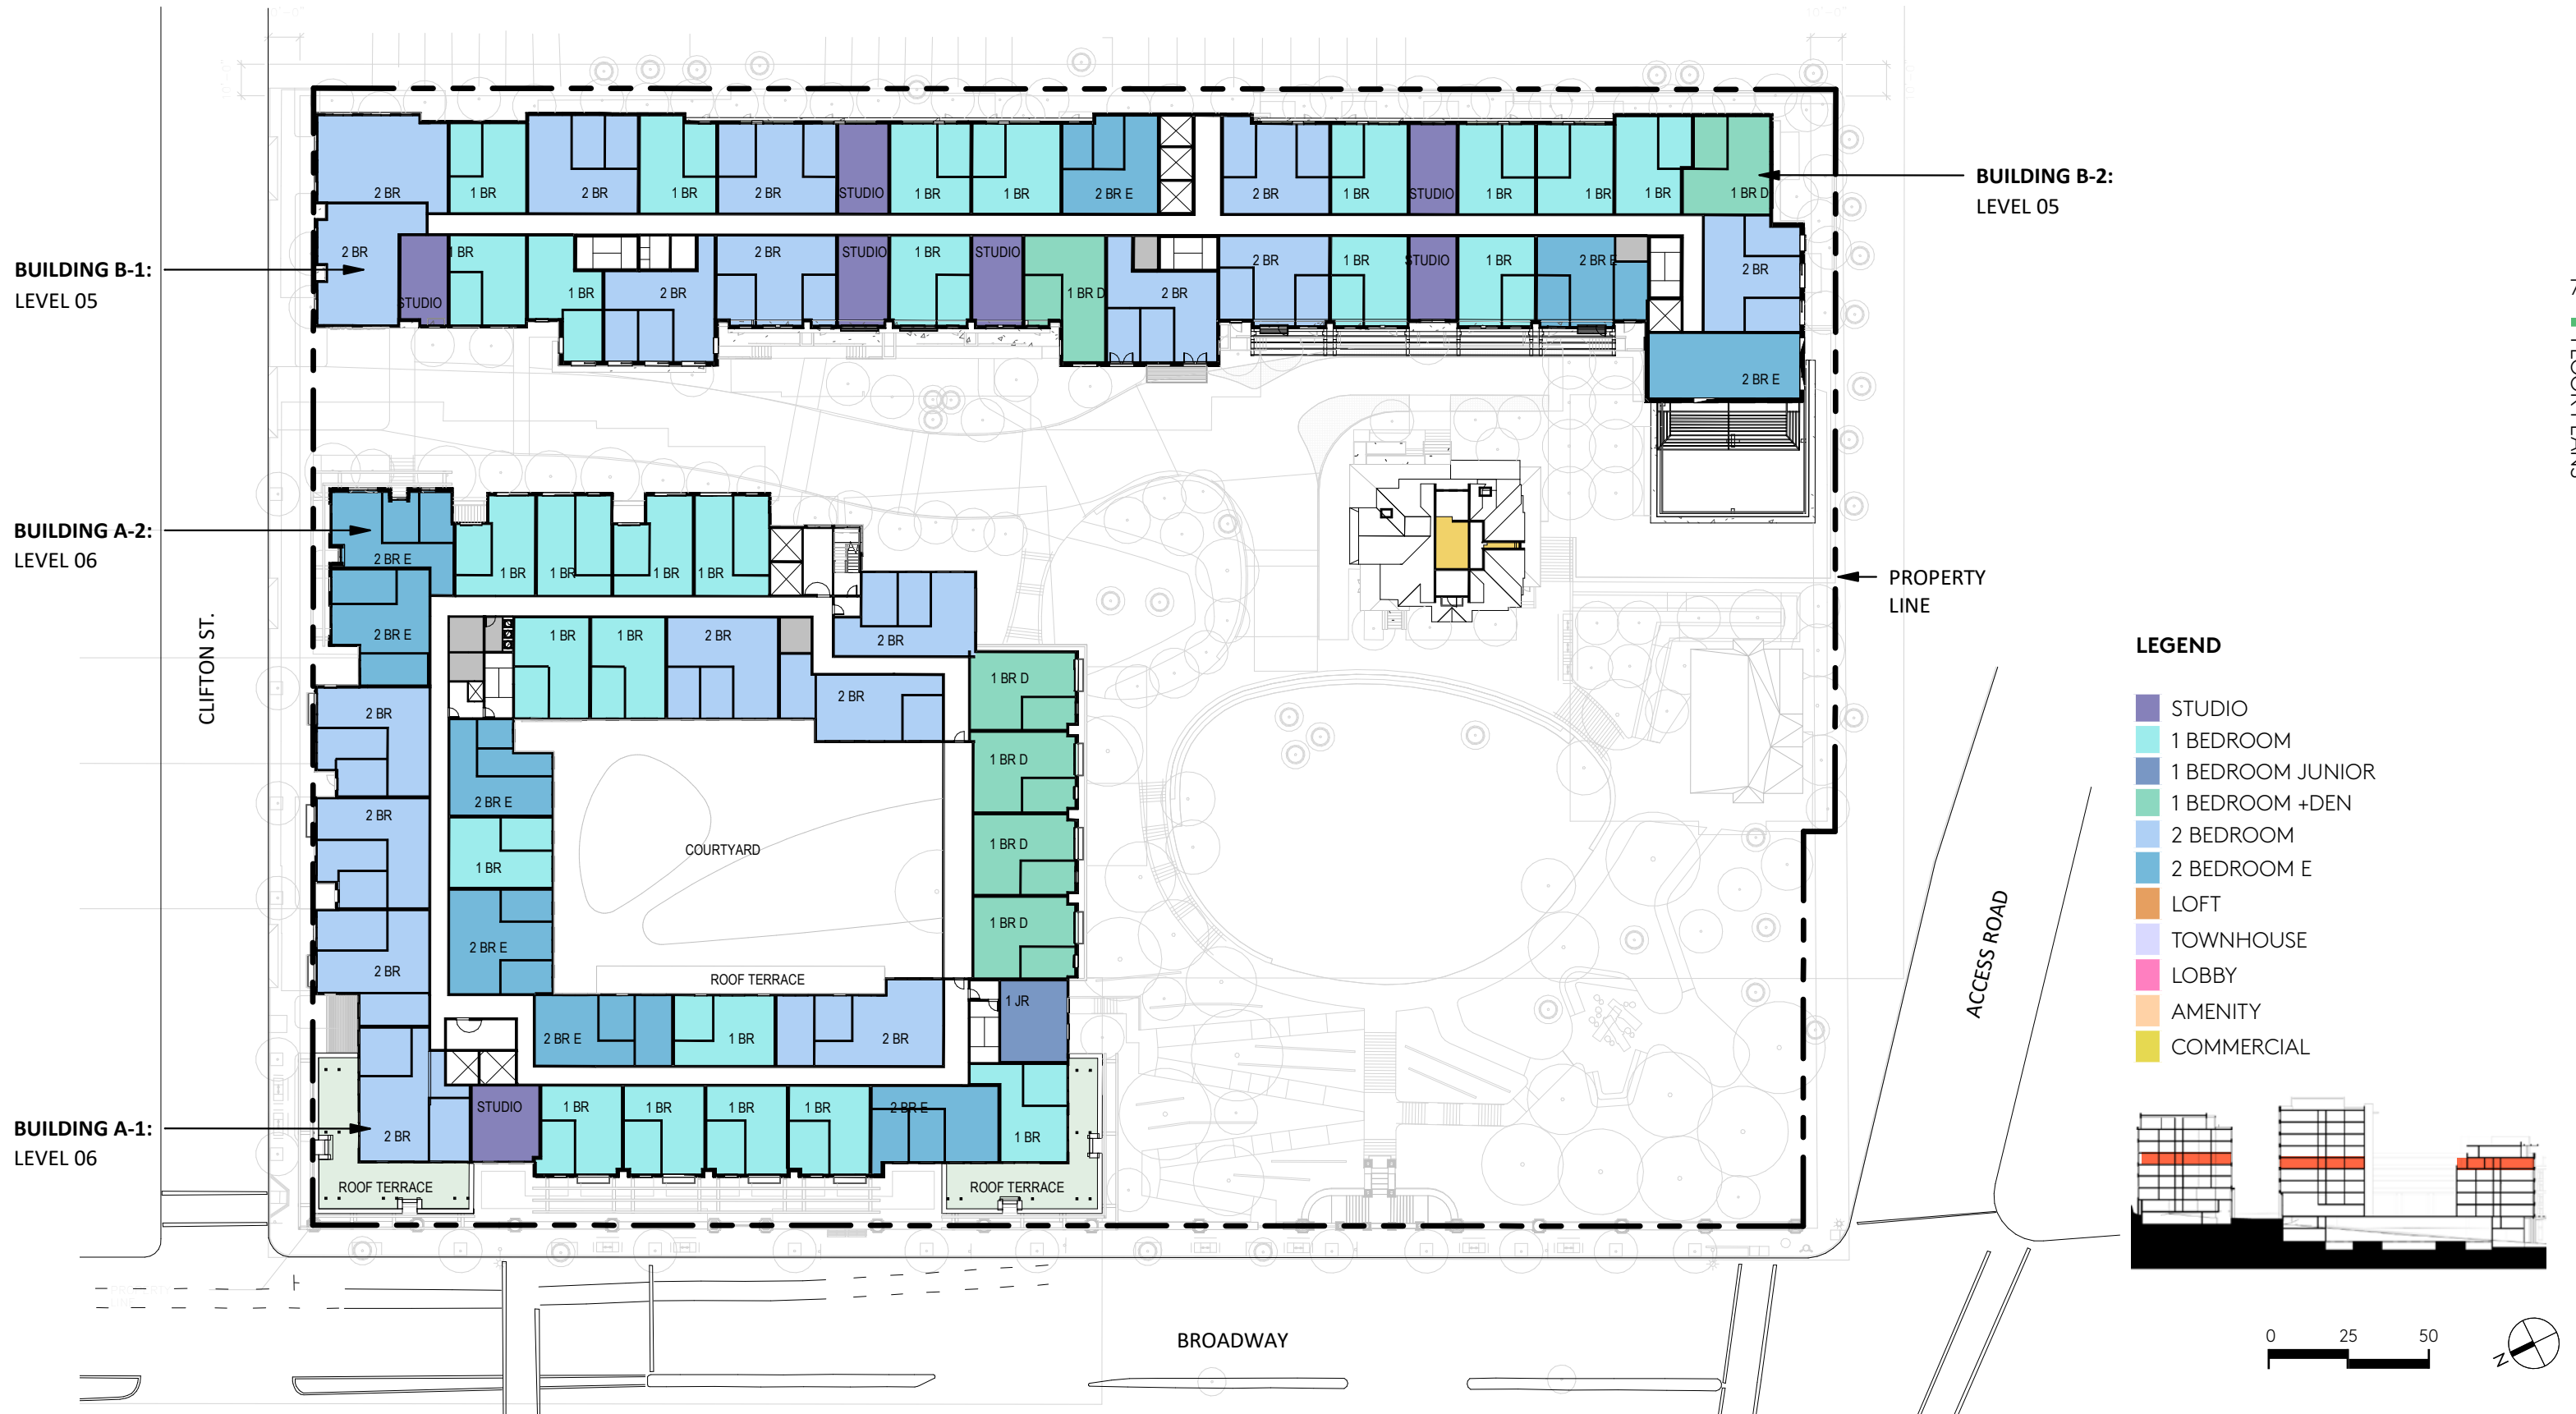 2 BR
1 BR
2 BR
1 BR
2 BR
STUDIO
1 BR
1 BR
2 BR E
2 BR
1 BR
STUDIO
1 BR
1 BR
1 BR
1 BR D
BUILDING B-2:
LEVEL 05
BUILDING B-1:
LEVEL 05
2 BR
STUDIO
1 BR
1 BR
2 BR
2 BR
STUDIO
1 BR
STUDIO
1 BR D
2 BR
2 BR
1 BR
STUDIO
1 BR
2 BR E
2 BR
2 BR E
BUILDING A-2:
LEVEL 06
2 BR E
1 BR
1 BR
1 BR
1 BR
2 BR E
1 BR
1 BR
2 BR
2 BR
2 BR
1 BR D
2 BR
2 BR
2 BR E
1 BR D
1 BR
COURTYARD
1 BR D
2 BR E
1 BR D
2 BR
ROOF TERRACE
1 JR
2 BR E
1 BR
2 BR
BUILDING A-1:
LEVEL 06
2 BR
STUDIO
1 BR
1 BR
1 BR
1 BR
2 BR E
1 BR
ROOF TERRACE
ROOF TERRACE
CLIFTON ST.
BROADWAY
ACCESS ROAD
PROPERTY
LINE
LEGEND
STUDIO
1 BEDROOM
1 BEDROOM JUNIOR
1 BEDROOM +DEN
2 BEDROOM
2 BEDROOM E
LOFT
TOWNHOUSE
LOBBY
AMENITY
COMMERCIAL
0 25 50
N